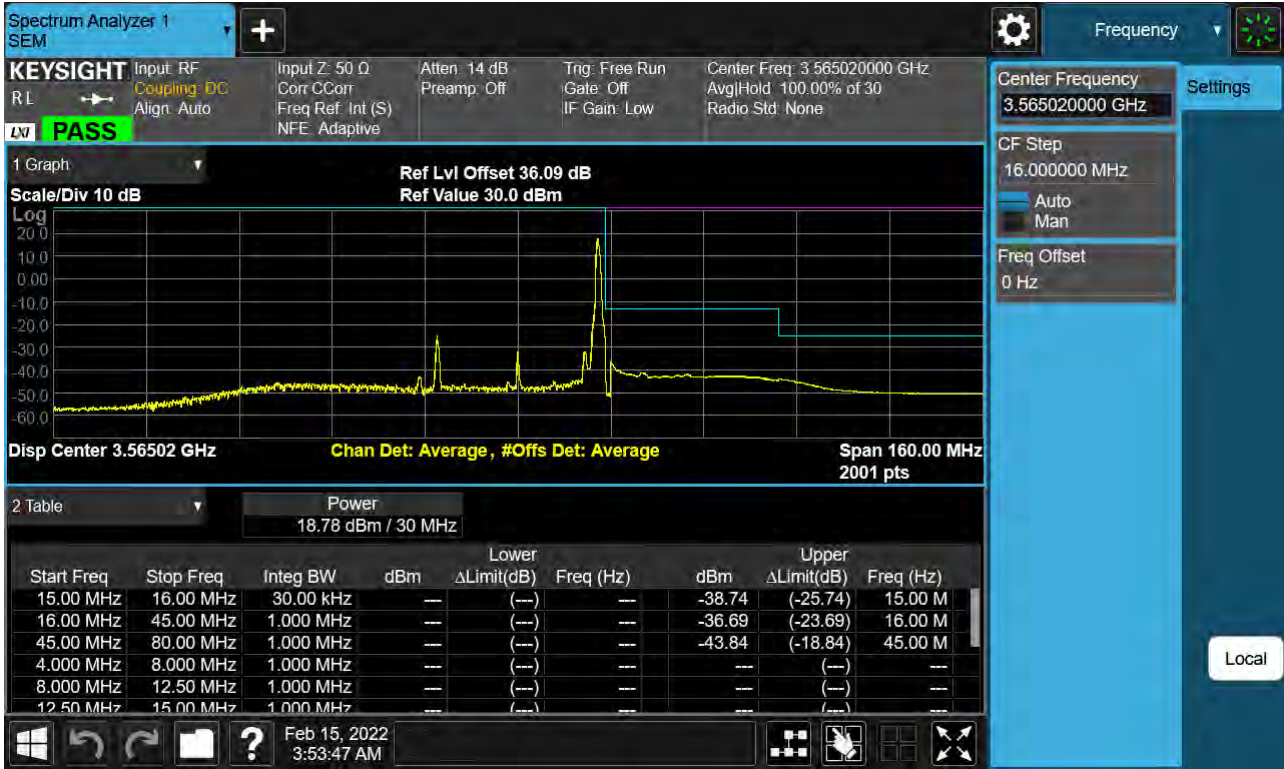 Spectrum Analyzer 1
SEM
Frequency
KEYSIGHT
R L
LXI
PASS
Input: RF
Coupling: DC
Align: Auto
Input Z: 50 Ω
Corr CCorr
Freq Ref: Int (S)
NFE: Adaptive
Atten: 14 dB
Preamp: Off
Trig: Free Run
Gate: Off
IF Gain: Low
Center Freq: 3.565020000 GHz
Avg|Hold: 100.00% of 30
Radio Std: None
Center Frequency
3.565020000 GHz
Settings
CF Step
16.000000 MHz
Auto
Man
Freq Offset
0 Hz
Local
1 Graph
Scale/Div 10 dB
Ref Lvl Offset 36.09 dB
Ref Value 30.0 dBm
Log
20.0
10.0
0.00
-10.0
-20.0
-30.0
-40.0
-50.0
-60.0
Disp Center 3.56502 GHz
Chan Det: Average, #Offs Det: Average
Span 160.00 MHz
2001 pts
2 Table
Power
18.78 dBm / 30 MHz
Lower Upper
Start Freq Stop Freq Integ BW dBm ΔLimit(dB) Freq (Hz) dBm ΔLimit(dB) Freq (Hz)
15.00 MHz 16.00 MHz 30.00 kHz --- (---) --- -38.74 (-25.74) 15.00 M
16.00 MHz 45.00 MHz 1.000 MHz --- (---) --- -36.69 (-23.69) 16.00 M
45.00 MHz 80.00 MHz 1.000 MHz --- (---) --- -43.84 (-18.84) 45.00 M
4.000 MHz 8.000 MHz 1.000 MHz --- (---) --- --- (---) ---
8.000 MHz 12.50 MHz 1.000 MHz --- (---) --- --- (---) ---
12.50 MHz 15.00 MHz 1.000 MHz --- (---) --- --- (---) ---
Feb 15, 2022
3:53:47 AM